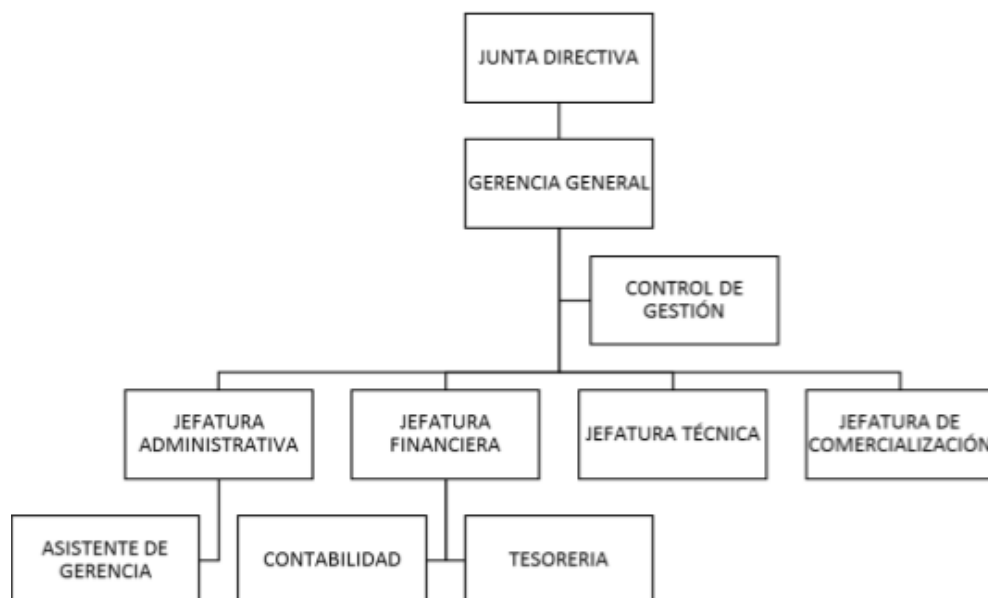 JUNTA DIRECTIVA
GERENCIA GENERAL
CONTROL DE
GESTIÓN
JEFATURA
ADMINISTRATIVA
JEFATURA
FINANCIERA
JEFATURA TÉCNICA
JEFATURA DE
COMERCIALIZACIÓN
ASISTENTE DE
GERENCIA
CONTABILIDAD
TESORERIA